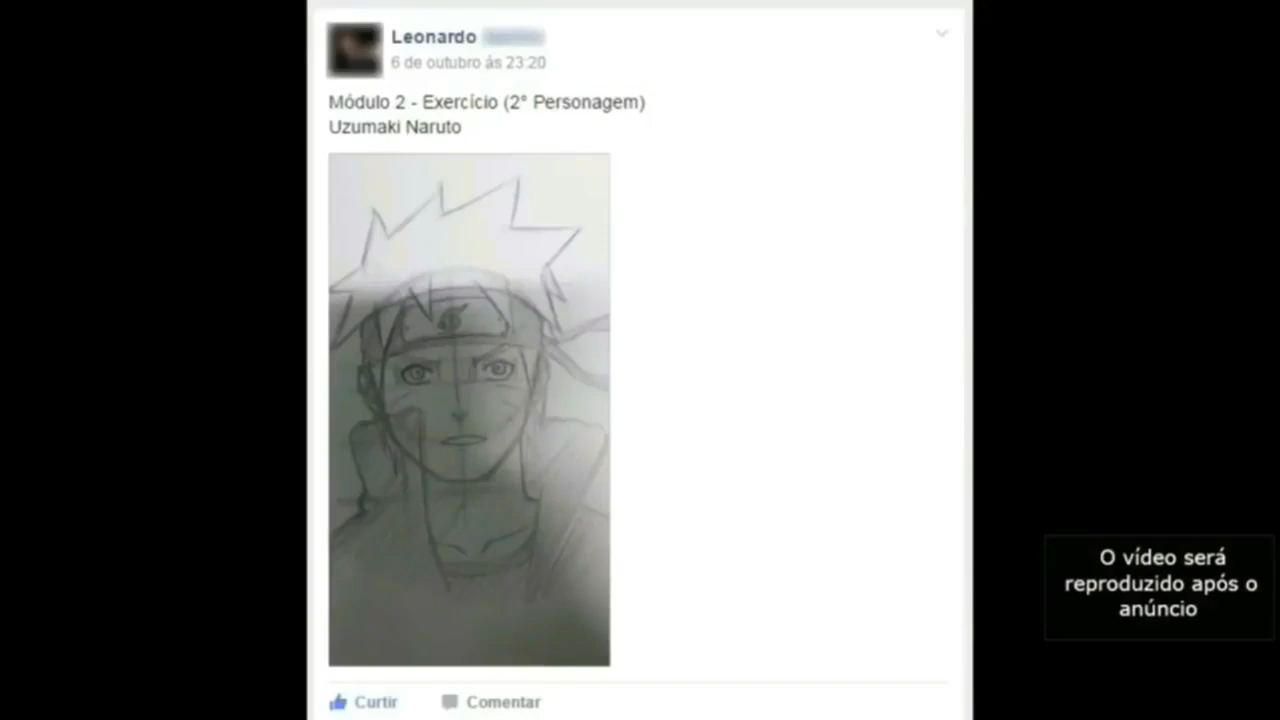 Leonardo
6 de outubro ás 23:20
Módulo 2 - Exercício (2° Personagem)
Uzumaki Naruto
Curtir
Comentar
O vídeo será
reproduzido após o
anúncio